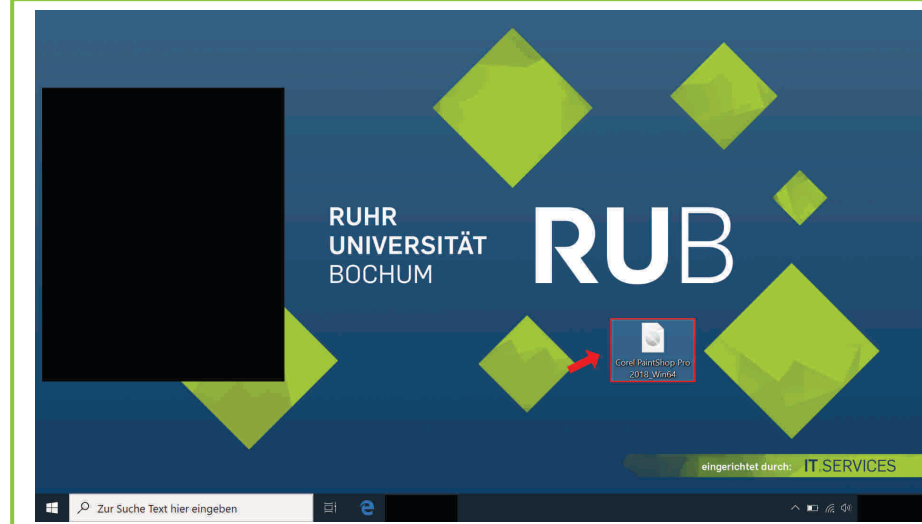 RUHR
UNIVERSITÄT
BOCHUM
RUB
Corel PaintShop Pro
2018_Win64
eingerichtet durch: IT.SERVICES
Zur Suche Text hier eingeben